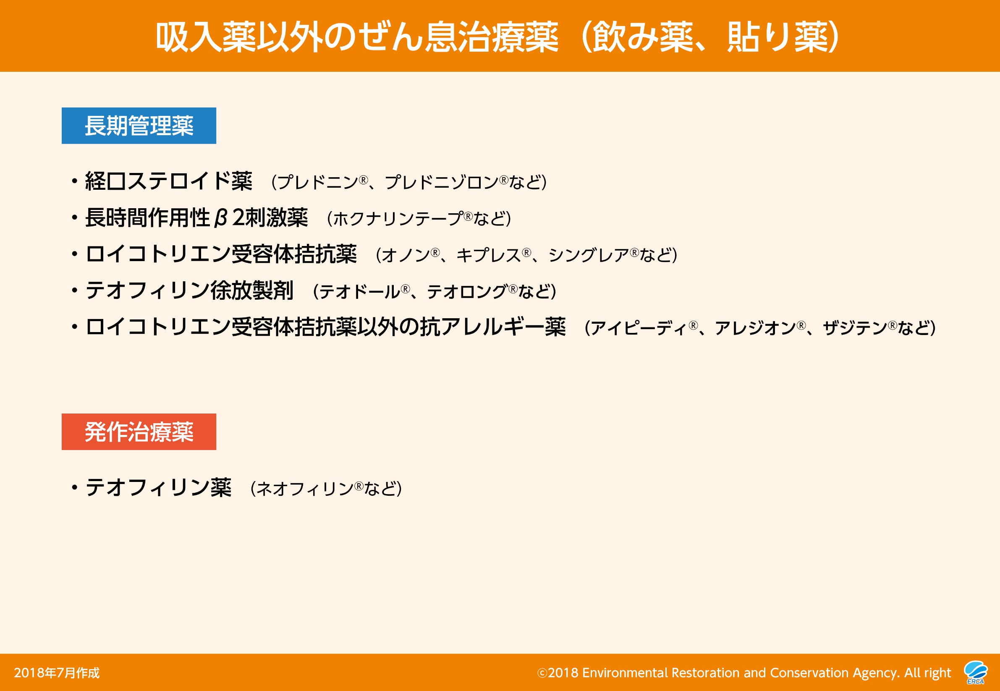 吸入薬以外のぜん息治療薬（飲み薬、貼り薬）
長期管理薬
・経口ステロイド薬（プレドニン®、プレドニゾロン®など）
・長時間作用性β2刺激薬（ホクナリンテープ®など）
・ロイコトリエン受容体拮抗薬（オノン®、キプレス®、シングレア®など）
・テオフィリン徐放製剤（テオドール®、テオロング®など）
・ロイコトリエン受容体拮抗薬以外の抗アレルギー薬（アイピーディ®、アレジオン®、ザジテン®など）
発作治療薬
・テオフィリン薬（ネオフィリン®など）
2018年7月作成
©2018 Environmental Restoration and Conservation Agency. All right
ERCA